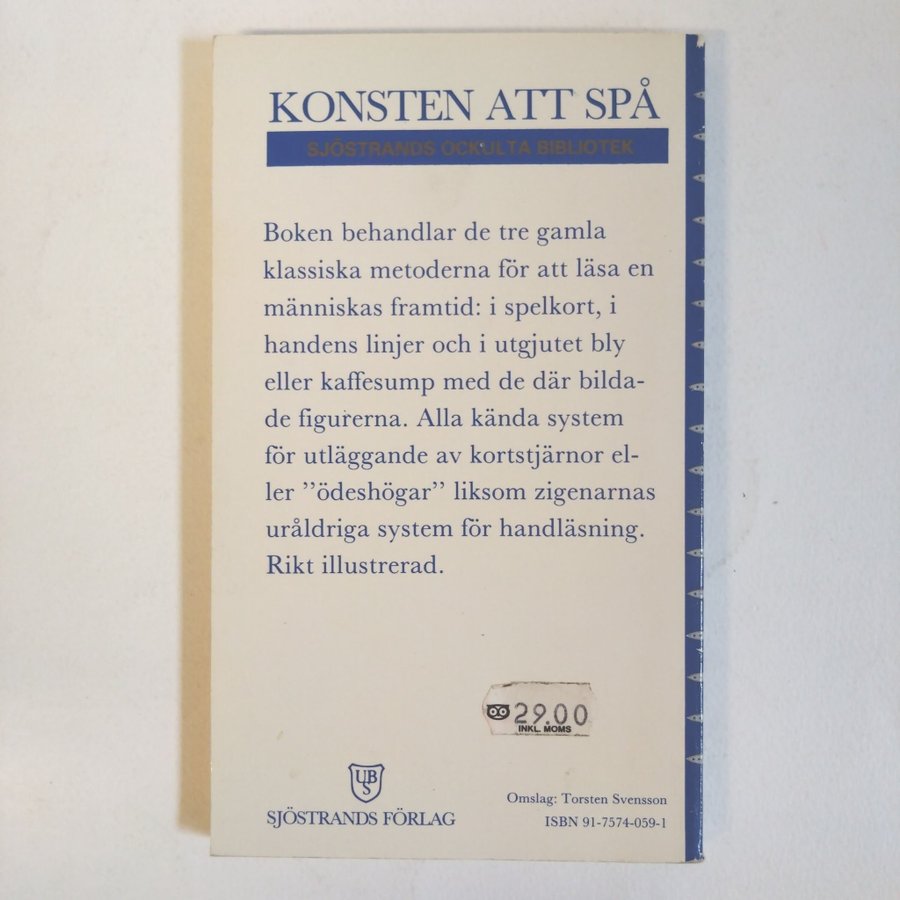 KONSTEN ATT SPÅ
SJÖSTRANDS OCKULTA BIBLIOTEK
Boken behandlar de tre gamla
klassiska metoderna för att läsa en
människas framtid: i spelkort, i
handens linjer och i utgjutet bly
eller kaffesump med de där bilda-
de figurerna. Alla kända system
för utläggande av kortstjärnor el-
ler ”ödeshögar” liksom zigenarnas
uråldriga system för handläsning.
Rikt illustrerad.
29.00
INKL. MOMS
UBS
SJÖSTRANDS FÖRLAG
Omslag: Torsten Svensson
ISBN 91-7574-059-1